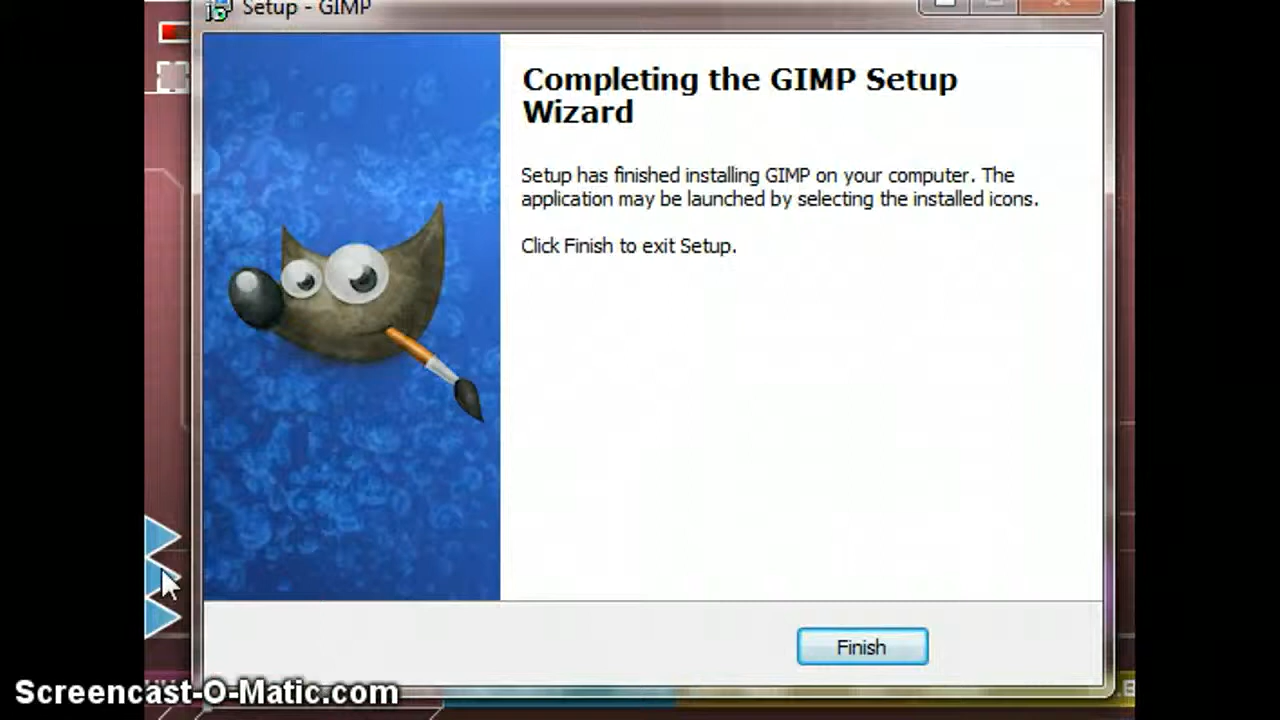 Setup - GIMP
Completing the GIMP Setup
Wizard
Setup has finished installing GIMP on your computer. The
application may be launched by selecting the installed icons.
Click Finish to exit Setup.
Finish
Screencast-O-Matic.com